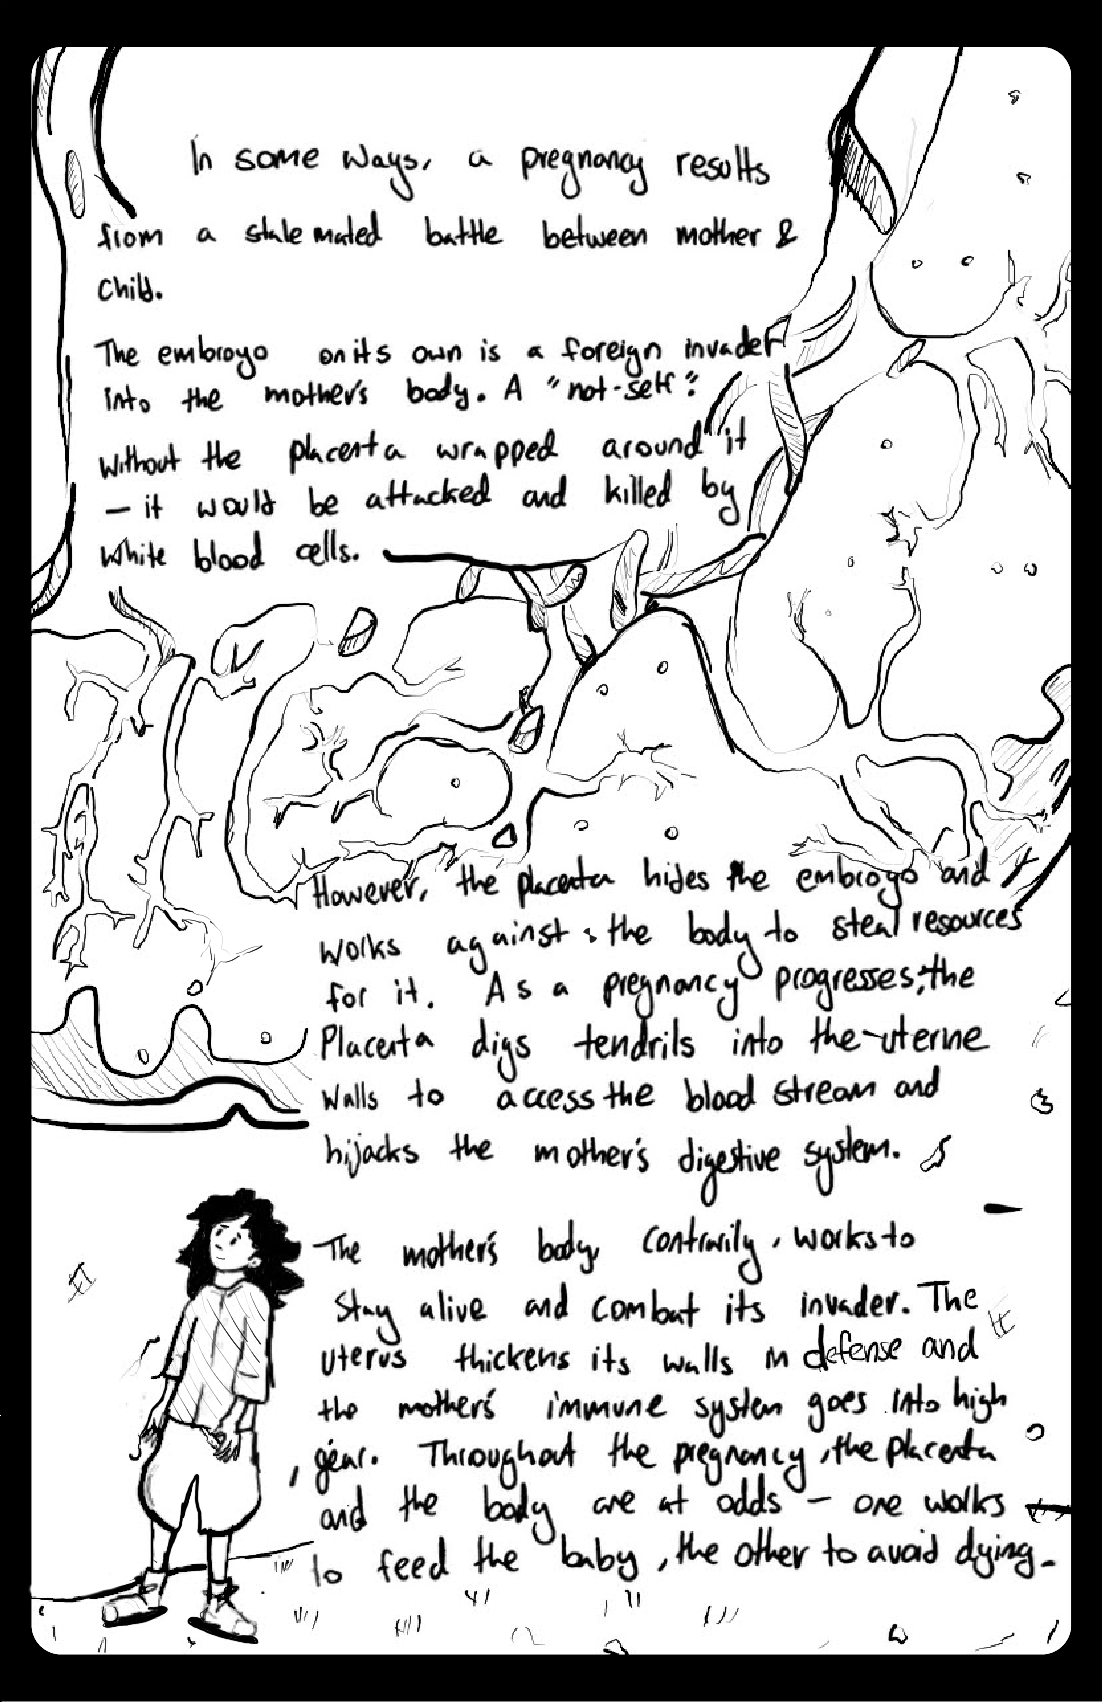 In some ways, a pregnancy results
from a stalemated battle between mother &
child.
The embroyo on its own is a foreign invader
into the mother's body. A "not-self".
Without the placenta wrapped around it
– it would be attacked and killed by
white blood cells.
However, the placenta hides the embroyo and
works against the body to steal resources
for it. As a pregnancy progresses, the
Placenta digs tendrils into the uterine
walls to access the blood stream and
hijacks the mother's digestive system.
The mother's body, contrarily, works to
stay alive and combat its invader. The
uterus thickens its walls in defense and
the mother's immune system goes into high
gear. Throughout the pregnancy, the placenta
and the body are at odds – one works
to feed the baby, the other to avoid dying.